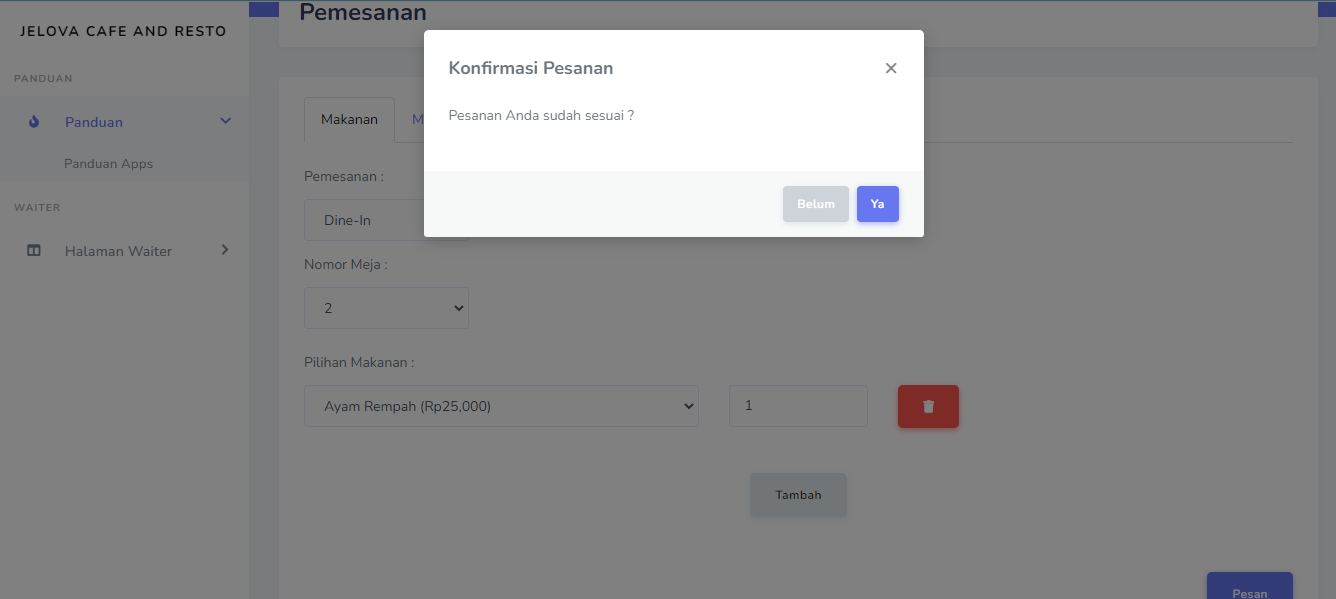 JELOVA CAFE AND RESTO
PANDUAN
Panduan
Panduan Apps
WAITER
Halaman Waiter
Pemesanan
Konfirmasi Pesanan
×
Pesanan Anda sudah sesuai ?
Belum
Ya
Makanan
M
Pemesanan :
Dine-In
Nomor Meja :
2
Pilihan Makanan :
Ayam Rempah (Rp25,000)
1
Tambah
Pesan